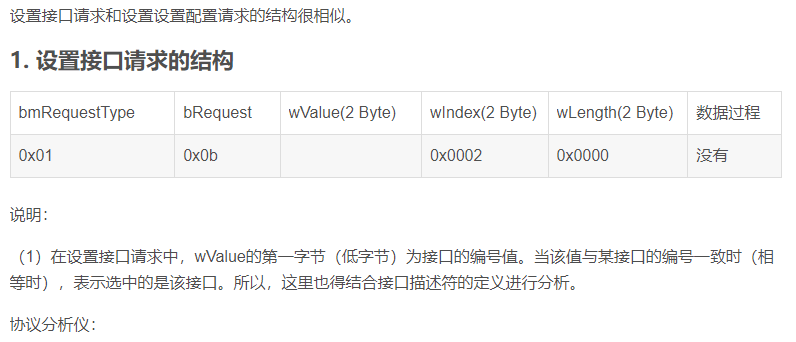 设置接口请求和设置设置配置请求的结构很相似。
1. 设置接口请求的结构
bmRequestType bRequest wValue(2 Byte) wIndex(2 Byte) wLength(2 Byte) 数据过程
0x01 0x0b 0x0002 0x0000 没有
说明：
（1）在设置接口请求中，wValue的第一字节（低字节）为接口的编号值。当该值与某接口的编号一致时（相
等时），表示选中的是该接口。所以，这里也得结合接口描述符的定义进行分析。
协议分析仪：